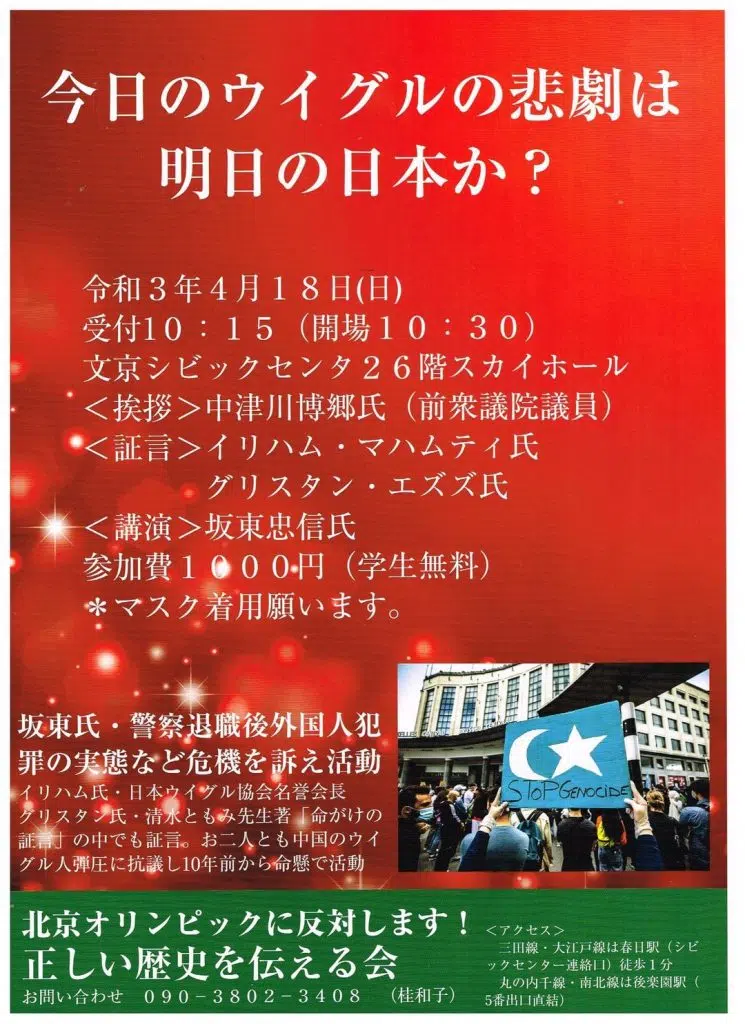 今日のウイグルの悲劇は
明日の日本か？
令和３年４月１８日(日)
受付10：１５（開場１０：３０）
文京シビックセンタ２６階スカイホール
＜挨拶＞中津川博郷氏（前衆議院議員）
＜証言＞イリハム・マハムティ氏
グリスタン・エズズ氏
＜講演＞坂東忠信氏
参加費１０００円（学生無料）
＊マスク着用願います。
坂東氏・警察退職後外国人犯
罪の実態など危機を訴え活動
イリハム氏・日本ウイグル協会名誉会長
グリスタン氏・清水ともみ先生著「命がけの
証言」の中でも証言。お二人とも中国のウイ
グル人弾圧に抗議し10年前から命懸で活動
STOP GENOCIDE
北京オリンピックに反対します！
正しい歴史を伝える会
お問い合わせ　０９０－３８０２－３４０８　（桂和子）
＜アクセス＞
三田線・大江戸線は春日駅（シビ
ックセンター連絡口）徒歩１分
丸の内千線・南北線は後楽園駅（
5番出口直結）